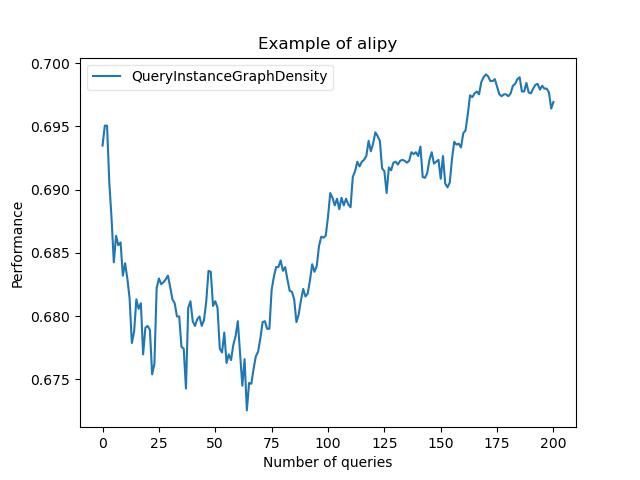 Example of alipy
QueryInstanceGraphDensity
Performance
0.700
0.695
0.690
0.685
0.680
0.675
0 25 50 75 100 125 150 175 200
Number of queries